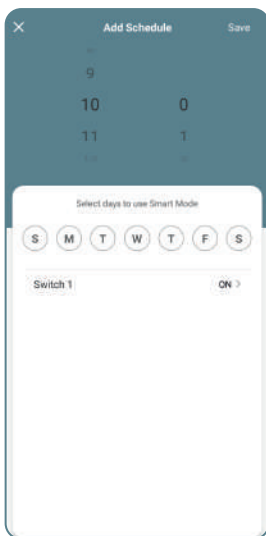 Add Schedule Save
9
10 0
11 1
Select days to use Smart Mode
S M T W T F S
Switch 1 ON >